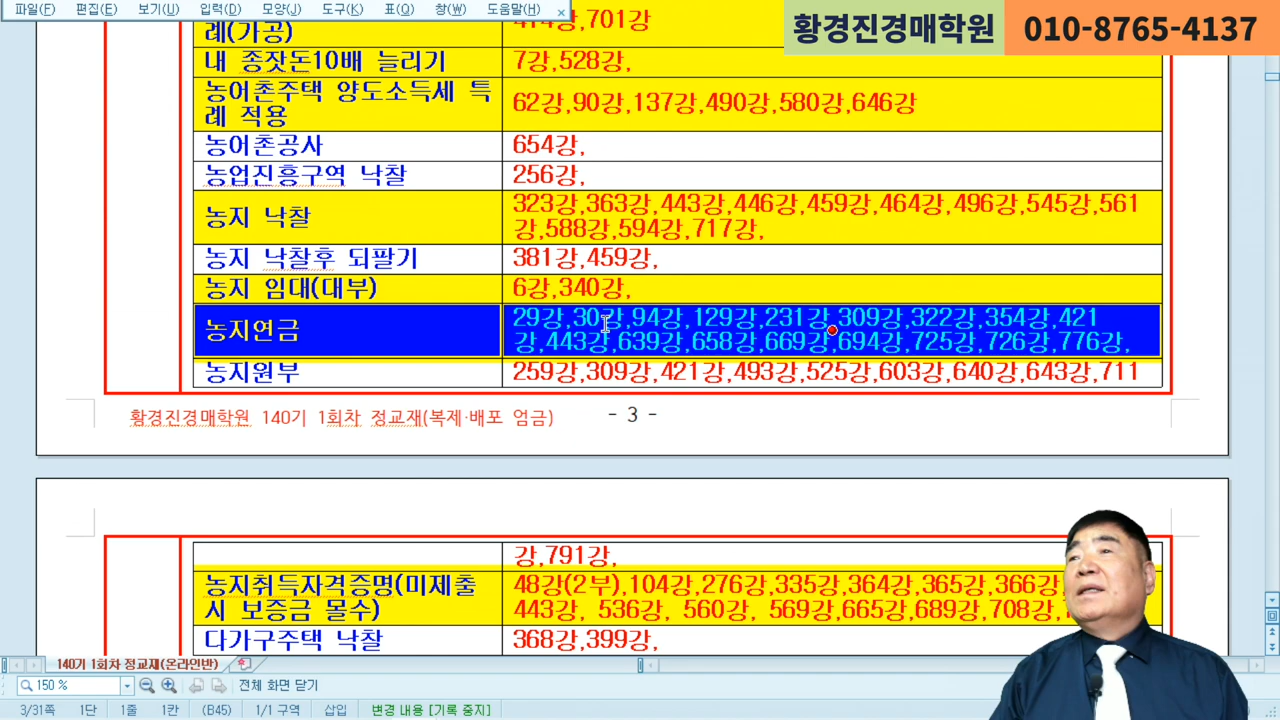 파일(F) 편집(E) 보기(U) 입력(D) 모양(J) 도구(K) 표(Q) 창(W) 도움말(H)
황경진경매학원 010-8765-4137
례(가공)
701강
내 종잣돈10배 늘리기 7강,528강,
농어촌주택 양도소득세 특
례 적용
62강,90강,137강,490강,580강,646강
농어촌공사 654강,
농업진흥구역 낙찰 256강,
농지 낙찰
323강,363강,443강,446강,459강,464강,496강,545강,561
강,588강,594강,717강,
농지 낙찰후 되팔기 381강,459강,
농지 임대(대부) 6강,340강,
농지연금
29강,30강,94강,129강,231강,309강,322강,354강,421
강,443강,639강,658강,669강,694강,725강,726강,776강,
농지원부 259강,309강,421강,493강,525강,603강,640강,643강,711
황경진경매학원 140기 1회차 정교재(복제·배포 엄금) - 3 -
강,791강,
농지취득자격증명(미제출
시 보증금 몰수)
48강(2부),104강,276강,335강,364강,365강,366강
443강, 536강, 560강, 569강,665강,689강,708강,
다가구주택 낙찰 368강,399강,
140기 1회차 정교재(온라인반)
150 % 전체 화면 닫기
3/31쪽 1단 1줄 1칸 (B45) 1/1 구역 삽입 변경 내용 [기록 중지]